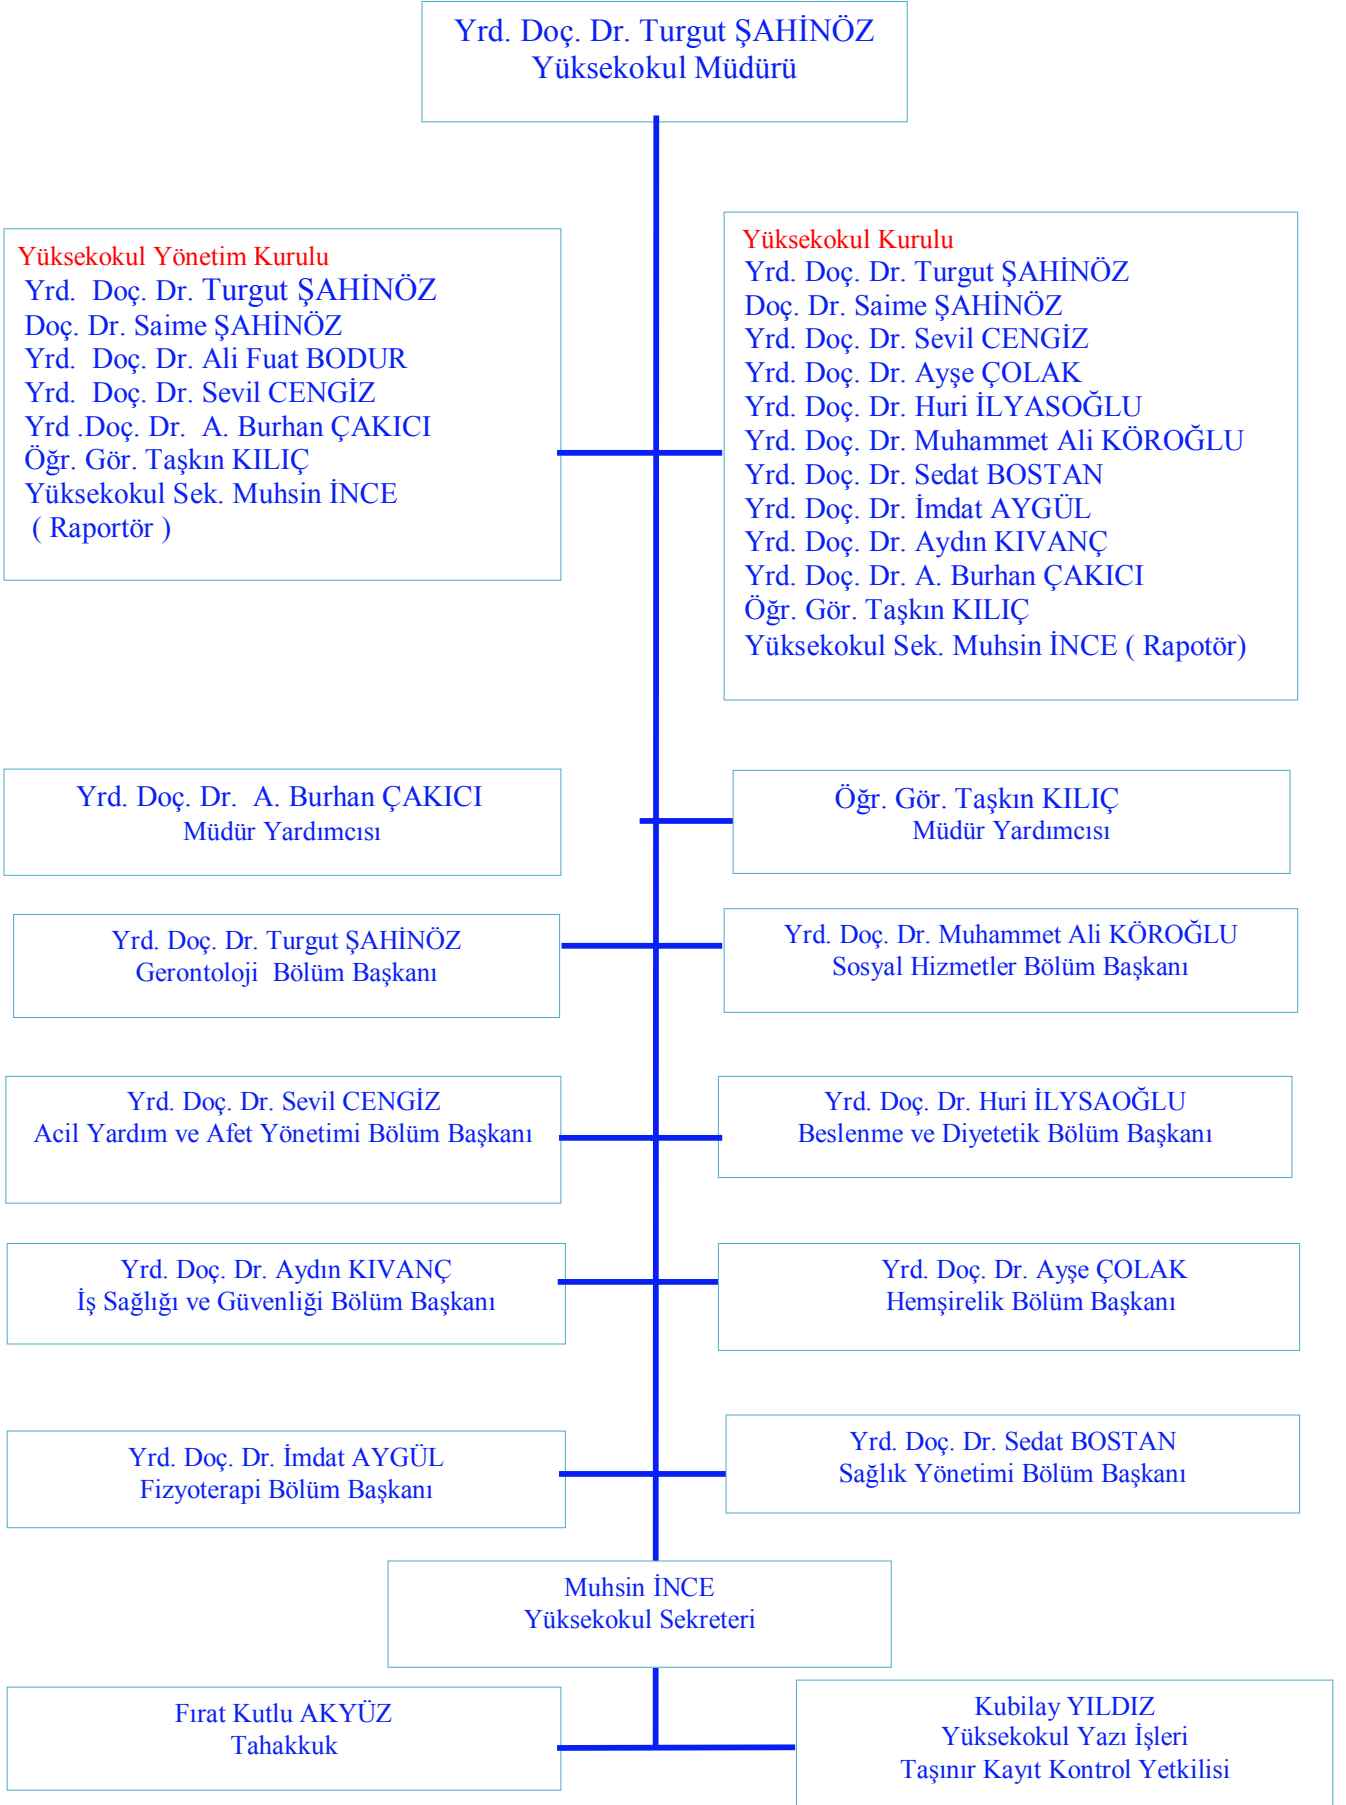 Yrd. Doç. Dr. Turgut ŞAHİNÖZ
Yüksekokul Müdürü
Yüksekokul Yönetim Kurulu
Yrd. Doç. Dr. Turgut ŞAHİNÖZ
Doç. Dr. Saime ŞAHİNÖZ
Yrd. Doç. Dr. Ali Fuat BODUR
Yrd. Doç. Dr. Sevil CENGİZ
Yrd .Doç. Dr. A. Burhan ÇAKICI
Öğr. Gör. Taşkın KILIÇ
Yüksekokul Sek. Muhsin İNCE
( Raportör )
Yüksekokul Kurulu
Yrd. Doç. Dr. Turgut ŞAHİNÖZ
Doç. Dr. Saime ŞAHİNÖZ
Yrd. Doç. Dr. Sevil CENGİZ
Yrd. Doç. Dr. Ayşe ÇOLAK
Yrd. Doç. Dr. Huri İLYASOĞLU
Yrd. Doç. Dr. Muhammet Ali KÖROĞLU
Yrd. Doç. Dr. Sedat BOSTAN
Yrd. Doç. Dr. İmdat AYGÜL
Yrd. Doç. Dr. Aydın KIVANÇ
Yrd. Doç. Dr. A. Burhan ÇAKICI
Öğr. Gör. Taşkın KILIÇ
Yüksekokul Sek. Muhsin İNCE ( Rapotör)
Yrd. Doç. Dr. A. Burhan ÇAKICI
Müdür Yardımcısı
Öğr. Gör. Taşkın KILIÇ
Müdür Yardımcısı
Yrd. Doç. Dr. Turgut ŞAHİNÖZ
Gerontoloji Bölüm Başkanı
Yrd. Doç. Dr. Muhammet Ali KÖROĞLU
Sosyal Hizmetler Bölüm Başkanı
Yrd. Doç. Dr. Sevil CENGİZ
Acil Yardım ve Afet Yönetimi Bölüm Başkanı
Yrd. Doç. Dr. Huri İLYSAOĞLU
Beslenme ve Diyetetik Bölüm Başkanı
Yrd. Doç. Dr. Aydın KIVANÇ
İş Sağlığı ve Güvenliği Bölüm Başkanı
Yrd. Doç. Dr. Ayşe ÇOLAK
Hemşirelik Bölüm Başkanı
Yrd. Doç. Dr. İmdat AYGÜL
Fizyoterapi Bölüm Başkanı
Yrd. Doç. Dr. Sedat BOSTAN
Sağlık Yönetimi Bölüm Başkanı
Muhsin İNCE
Yüksekokul Sekreteri
Fırat Kutlu AKYÜZ
Tahakkuk
Kubilay YILDIZ
Yüksekokul Yazı İşleri
Taşınır Kayıt Kontrol Yetkilisi